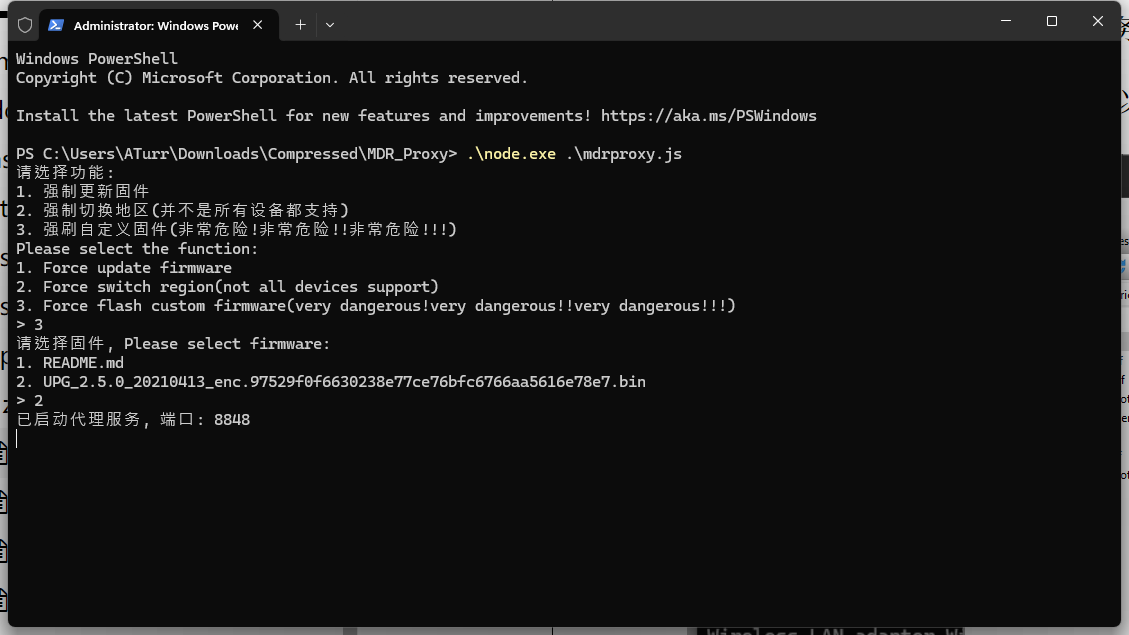 Administrator: Windows Powe
Windows PowerShell
Copyright (C) Microsoft Corporation. All rights reserved.
Install the latest PowerShell for new features and improvements! https://aka.ms/PSWindows
PS C:\Users\ATurr\Downloads\Compressed\MDR_Proxy> .\node.exe .\mdrproxy.js
请选择功能:
1. 强制更新固件
2. 强制切换地区(并不是所有设备都支持)
3. 强刷自定义固件(非常危险!非常危险!!非常危险!!!)
Please select the function:
1. Force update firmware
2. Force switch region(not all devices support)
3. Force flash custom firmware(very dangerous!very dangerous!!very dangerous!!!)
> 3
请选择固件, Please select firmware:
1. README.md
2. UPG_2.5.0_20210413_enc.97529f0f6630238e77ce76bfc6766aa5616e78e7.bin
> 2
已启动代理服务, 端口: 8848
Wireless LAN adapter